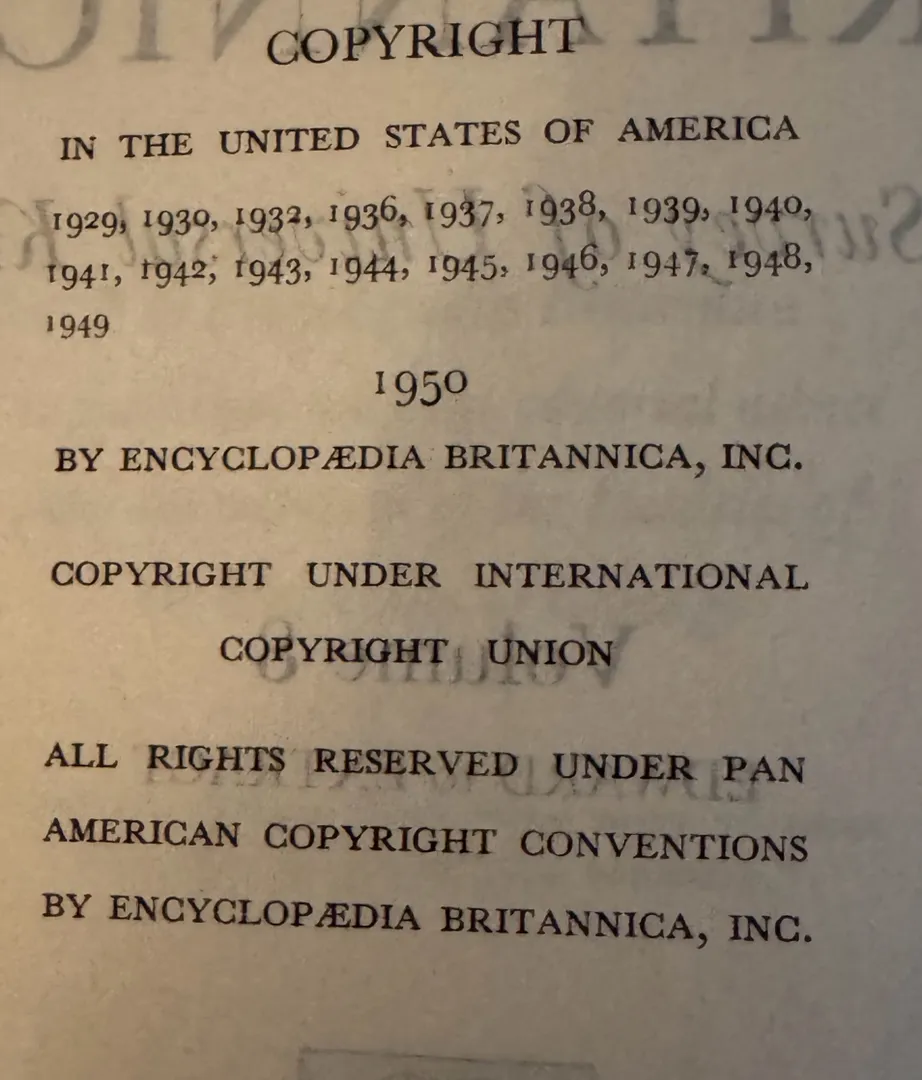 COPYRIGHT
IN THE UNITED STATES OF AMERICA
1929, 1930, 1932, 1936, 1937, 1938, 1939, 1940,
1941, 1942, 1943, 1944, 1945, 1946, 1947, 1948,
1949
1950
BY ENCYCLOPÆDIA BRITANNICA, INC.
COPYRIGHT UNDER INTERNATIONAL
COPYRIGHT UNION
ALL RIGHTS RESERVED UNDER PAN
AMERICAN COPYRIGHT CONVENTIONS
BY ENCYCLOPÆDIA BRITANNICA, INC.